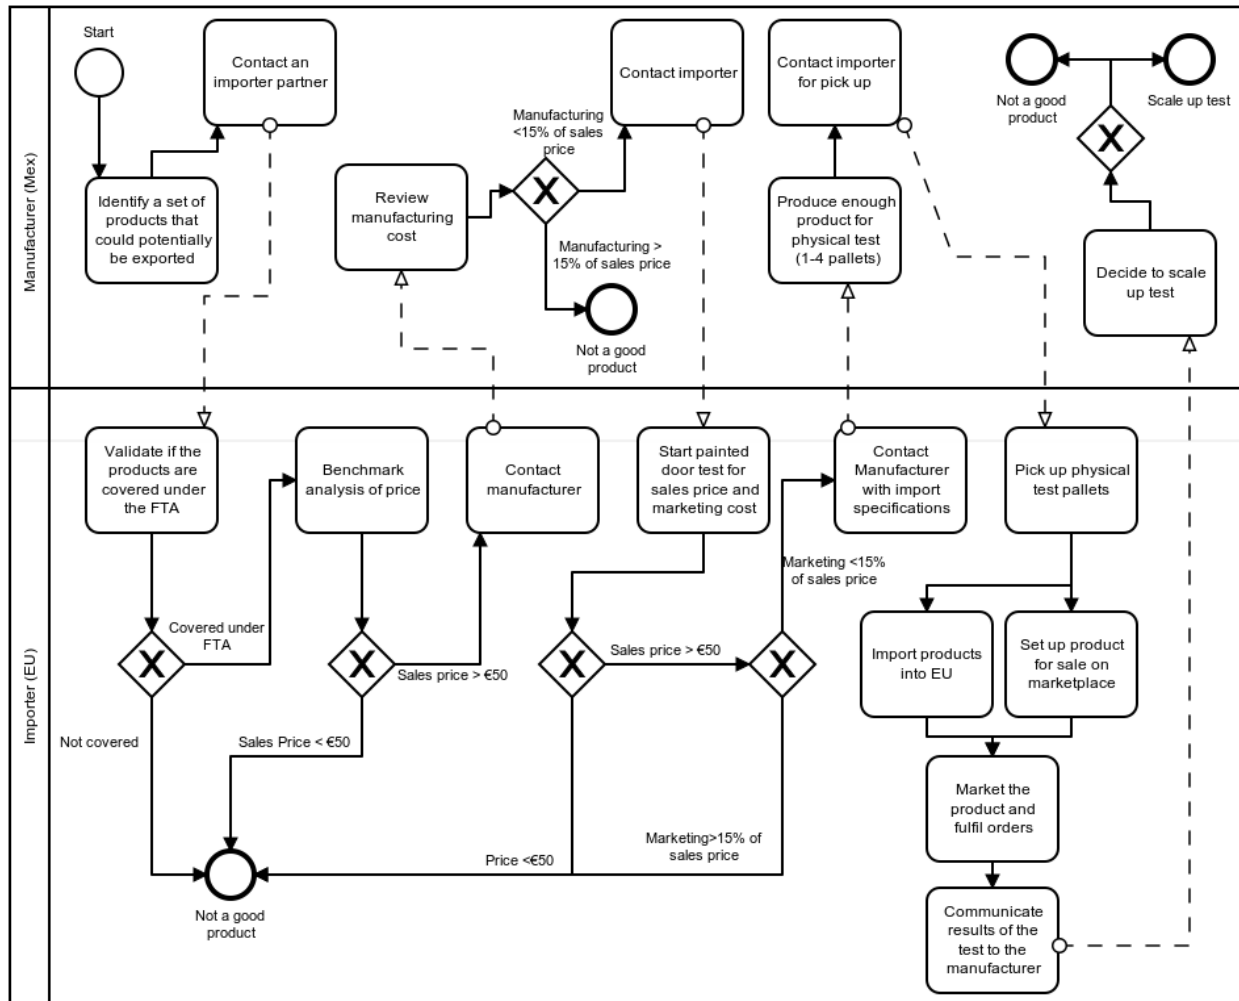 Manufacturer (Mex)
Start
Contact an
importer partner
Identify a set of
products that
could potentially
be exported
Review
manufacturing
cost
Manufacturing
<15% of sales
price
X
Manufacturing >
15% of sales price
Not a good
product
Contact importer
Contact importer
for pick up
Produce enough
product for
physical test
(1-4 pallets)
Not a good
product
Scale up test
X
Decide to scale
up test
Importer (EU)
Validate if the
products are
covered under
the FTA
Benchmark
analysis of price
Contact
manufacturer
Start painted
door test for
sales price and
marketing cost
Contact
Manufacturer
with import
specifications
Pick up physical
test pallets
Marketing <15%
of sales price
X
Covered under
FTA
X
Sales price > €50
X
Sales price > €50
X
Import products
into EU
Set up product
for sale on
marketplace
Not covered
Sales Price < €50
Price <€50
Marketing>15% of
sales price
Market the
product and
fulfil orders
Not a good
product
Communicate
results of the
test to the
manufacturer